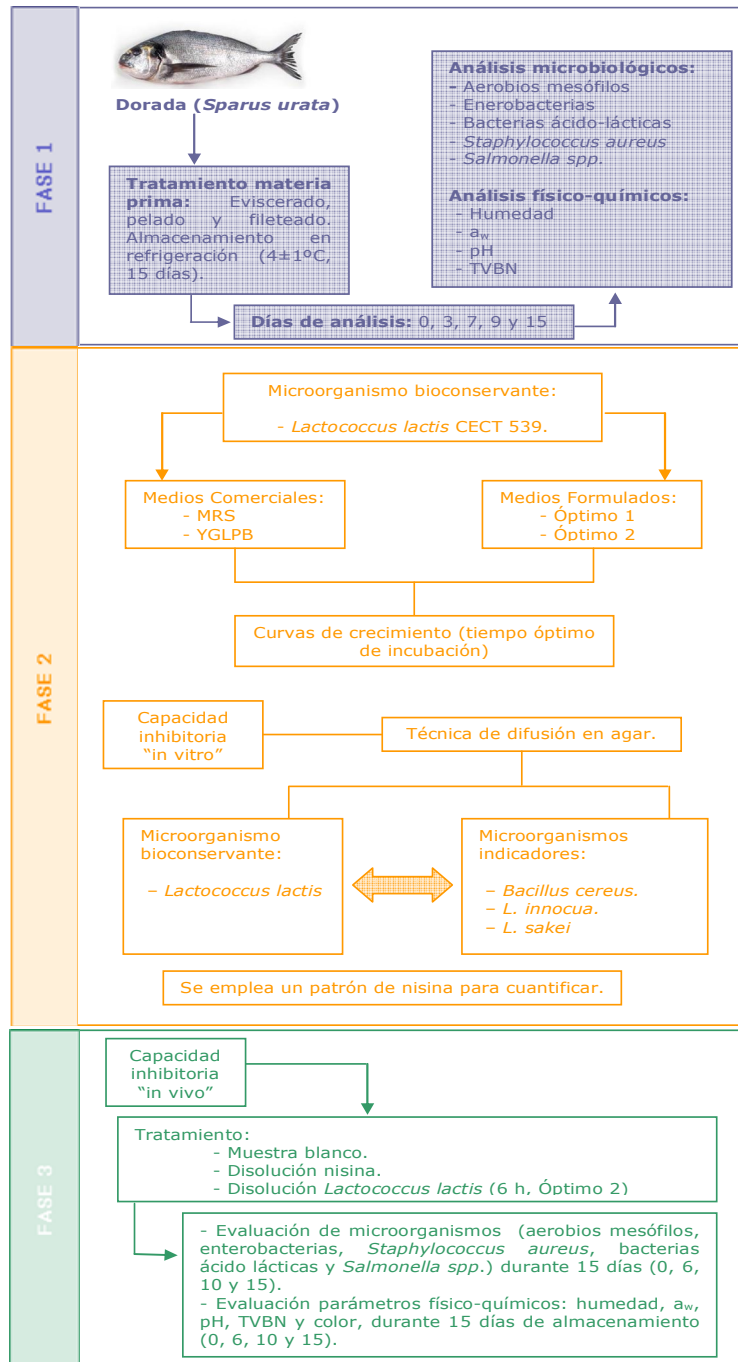 FASE 1
Dorada (Sparus urata)
Tratamiento materia
prima: Eviscerado,
pelado y fileteado.
Almacenamiento en
refrigeración (4±1ºC,
15 días).
Días de análisis: 0, 3, 7, 9 y 15
Análisis microbiológicos:
- Aerobios mesófilos
- Enerobacterias
- Bacterias ácido-lácticas
- Staphylococcus aureus
- Salmonella spp.
Análisis físico-químicos:
- Humedad
- aw
- pH
- TVBN
FASE 2
Microorganismo bioconservante:
- Lactococcus lactis CECT 539.
Medios Comerciales:
- MRS
- YGLPB
Medios Formulados:
- Óptimo 1
- Óptimo 2
Curvas de crecimiento (tiempo óptimo
de incubación)
Capacidad
inhibitoria
"in vitro"
Técnica de difusión en agar.
Microorganismo
bioconservante:
– Lactococcus lactis
Microorganismos
indicadores:
– Bacillus cereus.
– L. innocua.
– L. sakei
Se emplea un patrón de nisina para cuantificar.
FASE 3
Capacidad
inhibitoria
"in vivo"
Tratamiento:
- Muestra blanco.
- Disolución nisina.
- Disolución Lactococcus lactis (6 h, Óptimo 2)
- Evaluación de microorganismos (aerobios mesófilos,
enterobacterias, Staphylococcus aureus, bacterias
ácido lácticas y Salmonella spp.) durante 15 días (0, 6,
10 y 15).
- Evaluación parámetros físico-químicos: humedad, aw,
pH, TVBN y color, durante 15 días de almacenamiento
(0, 6, 10 y 15).